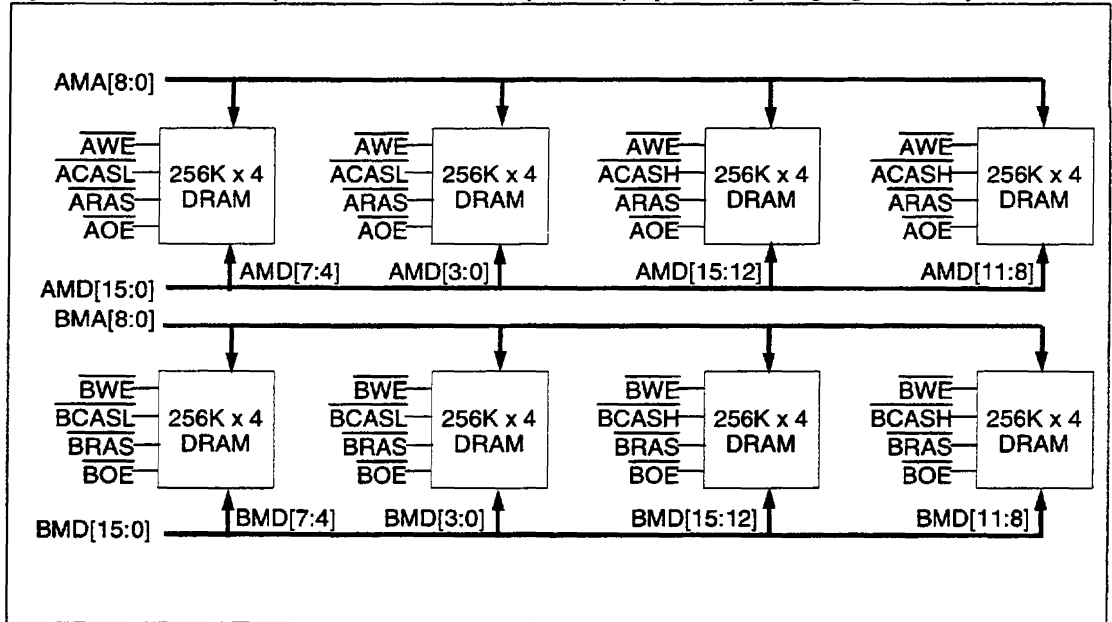 AMA[8:0]
AWE AWE AWE AWE
ACASL 256K x 4 ACASL 256K x 4 ACASH 256K x 4 ACASH 256K x 4
ARAS DRAM ARAS DRAM ARAS DRAM ARAS DRAM
AOE AOE AOE AOE
AMD[7:4] AMD[3:0] AMD[15:12] AMD[11:8]
AMD[15:0]
BMA[8:0]
BWE BWE BWE BWE
BCASL 256K x 4 BCASL 256K x 4 BCASH 256K x 4 BCASH 256K x 4
BRAS DRAM BRAS DRAM BRAS DRAM BRAS DRAM
BOE BOE BOE BOE
BMD[7:4] BMD[3:0] BMD[15:12] BMD[11:8]
BMD[15:0]